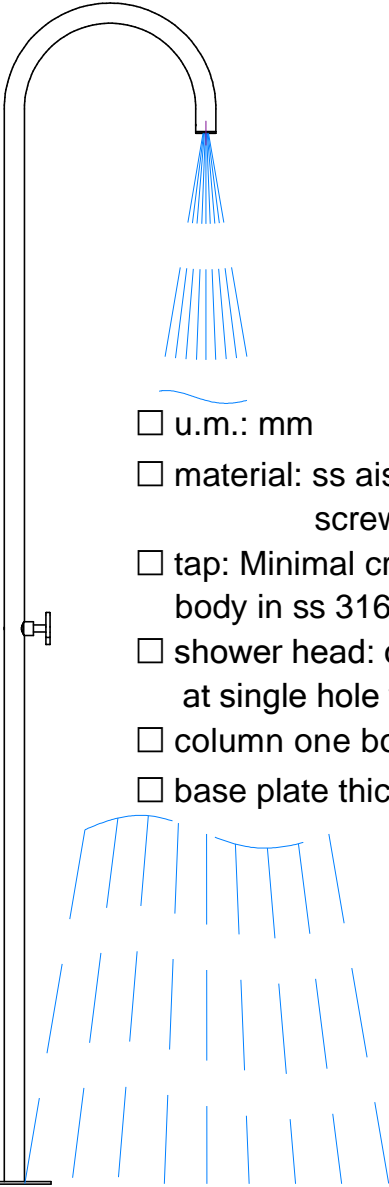 ☐ u.m.: mm
☐ material: ss ais
screw
☐ tap: Minimal cr
body in ss 316
☐ shower head: c
at single hole
☐ column one bo
☐ base plate thic